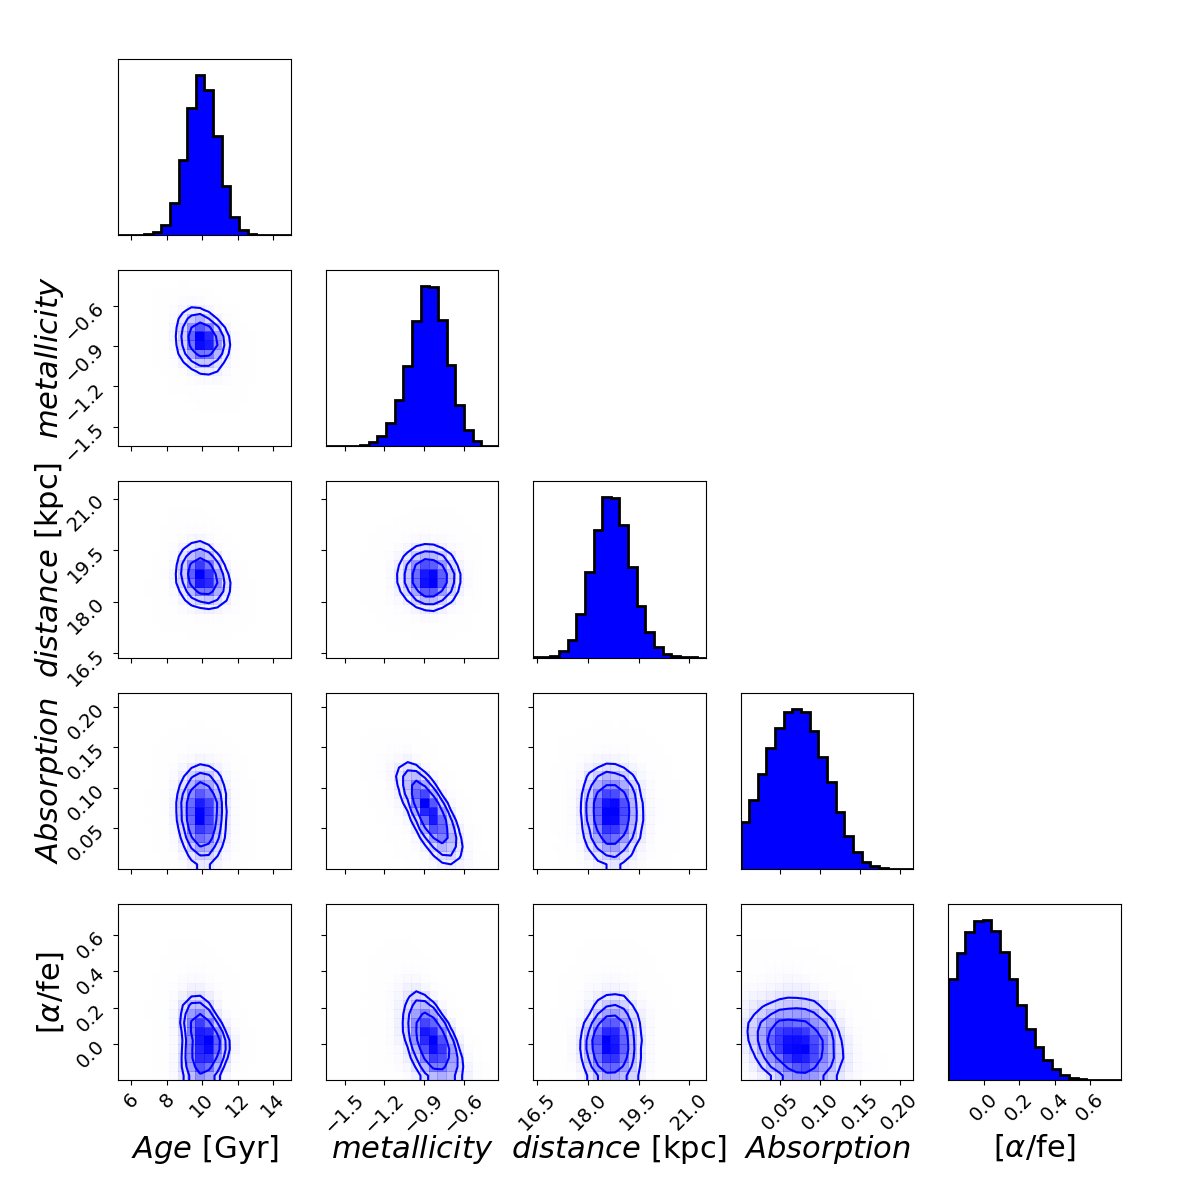 metallicity
−0.6
−0.9
−1.2
−1.5
distance [kpc]
21.0
19.5
18.0
16.5
Absorption
0.20
0.15
0.10
0.05
[α/fe]
0.6
0.4
0.2
0.0
6 8 10 12 14 −1.5 −1.2 −0.9 −0.6 16.5 18.0 19.5 21.0 0.05 0.10 0.15 0.20 0.0 0.2 0.4 0.6
Age [Gyr] metallicity distance [kpc] Absorption [α/fe]